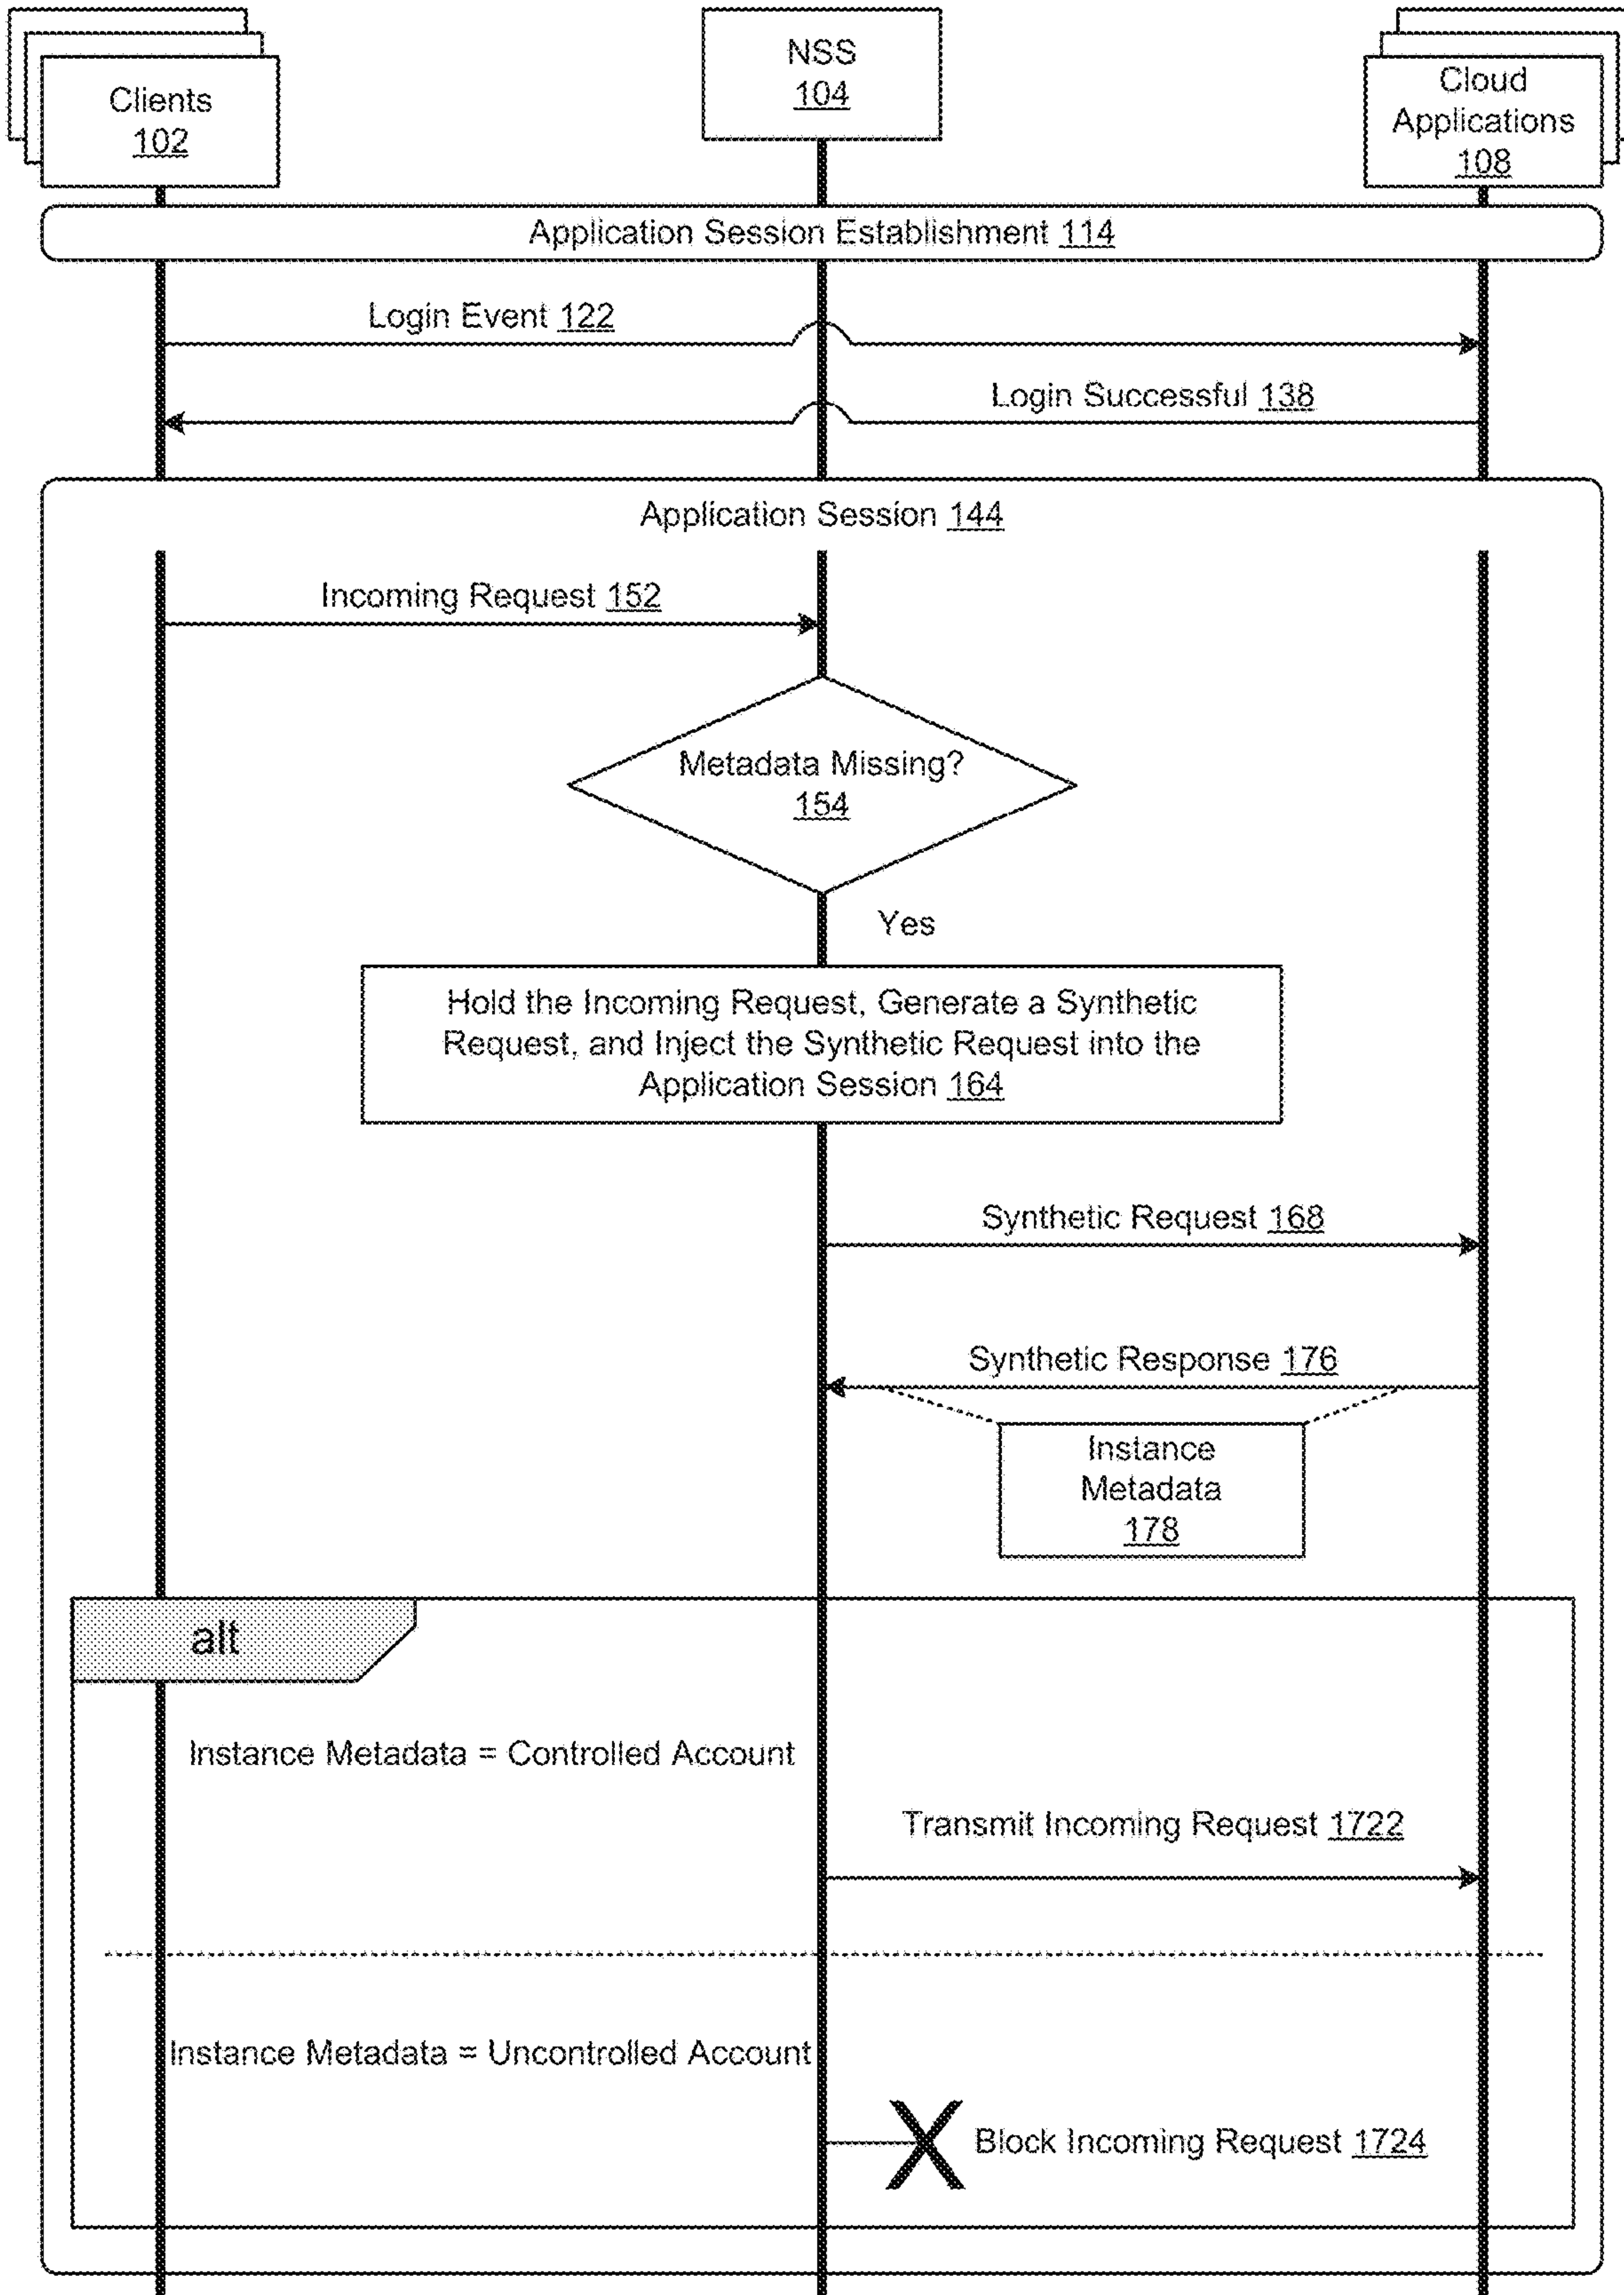 Clients
102
NSS
104
Cloud
Applications
108
Application Session Establishment 114
Login Event 122
Login Successful 138
Application Session 144
Incoming Request 152
Metadata Missing?
154
Yes
Hold the Incoming Request, Generate a Synthetic
Request, and Inject the Synthetic Request into the
Application Session 164
Synthetic Request 168
Synthetic Response 176
Instance
Metadata
178
alt
Instance Metadata = Controlled Account
Transmit Incoming Request 1722
Instance Metadata = Uncontrolled Account
Block Incoming Request 1724